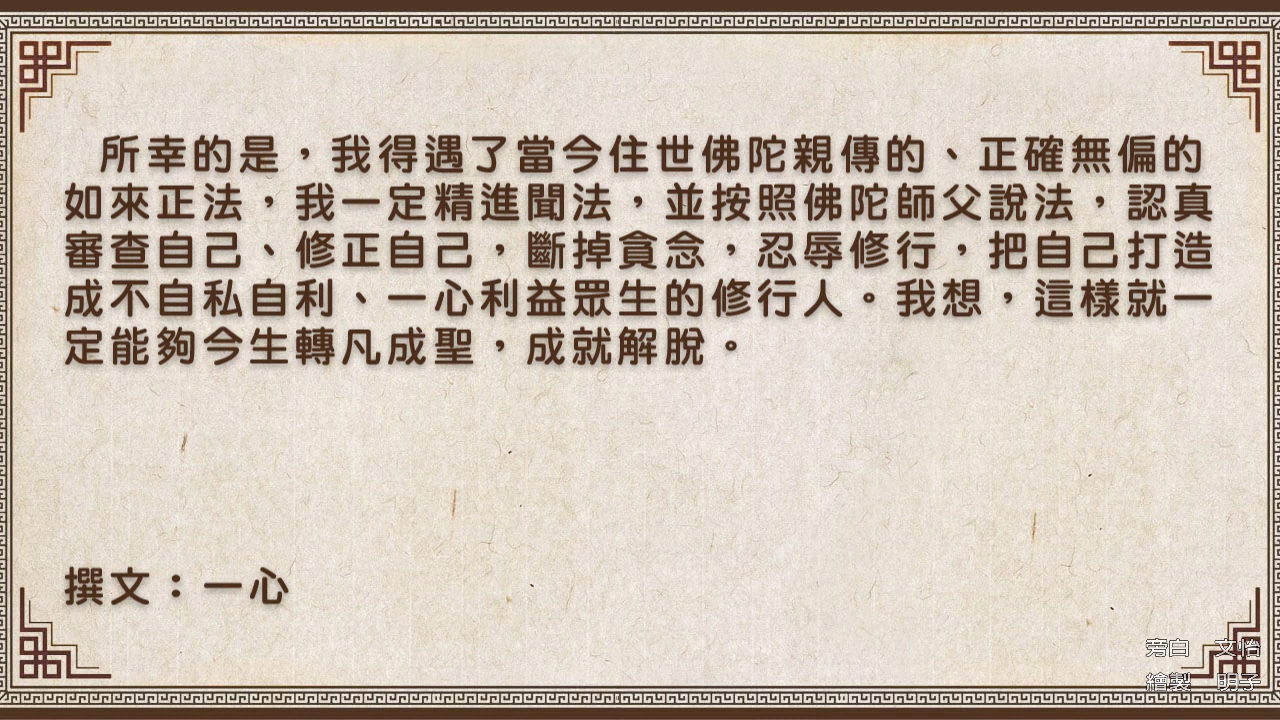 所幸的是，我得遇了當今住世佛陀親傳的、正確無偏的
如來正法，我一定精進聞法，並按照佛陀師父說法，認真
審查自己、修正自己，斷掉貪念，忍辱修行，把自己打造
成不自私自利、一心利益眾生的修行人。我想，這樣就一
定能夠今生轉凡成聖，成就解脫。
撰文：一心
旁白　文怡
繪製　明子